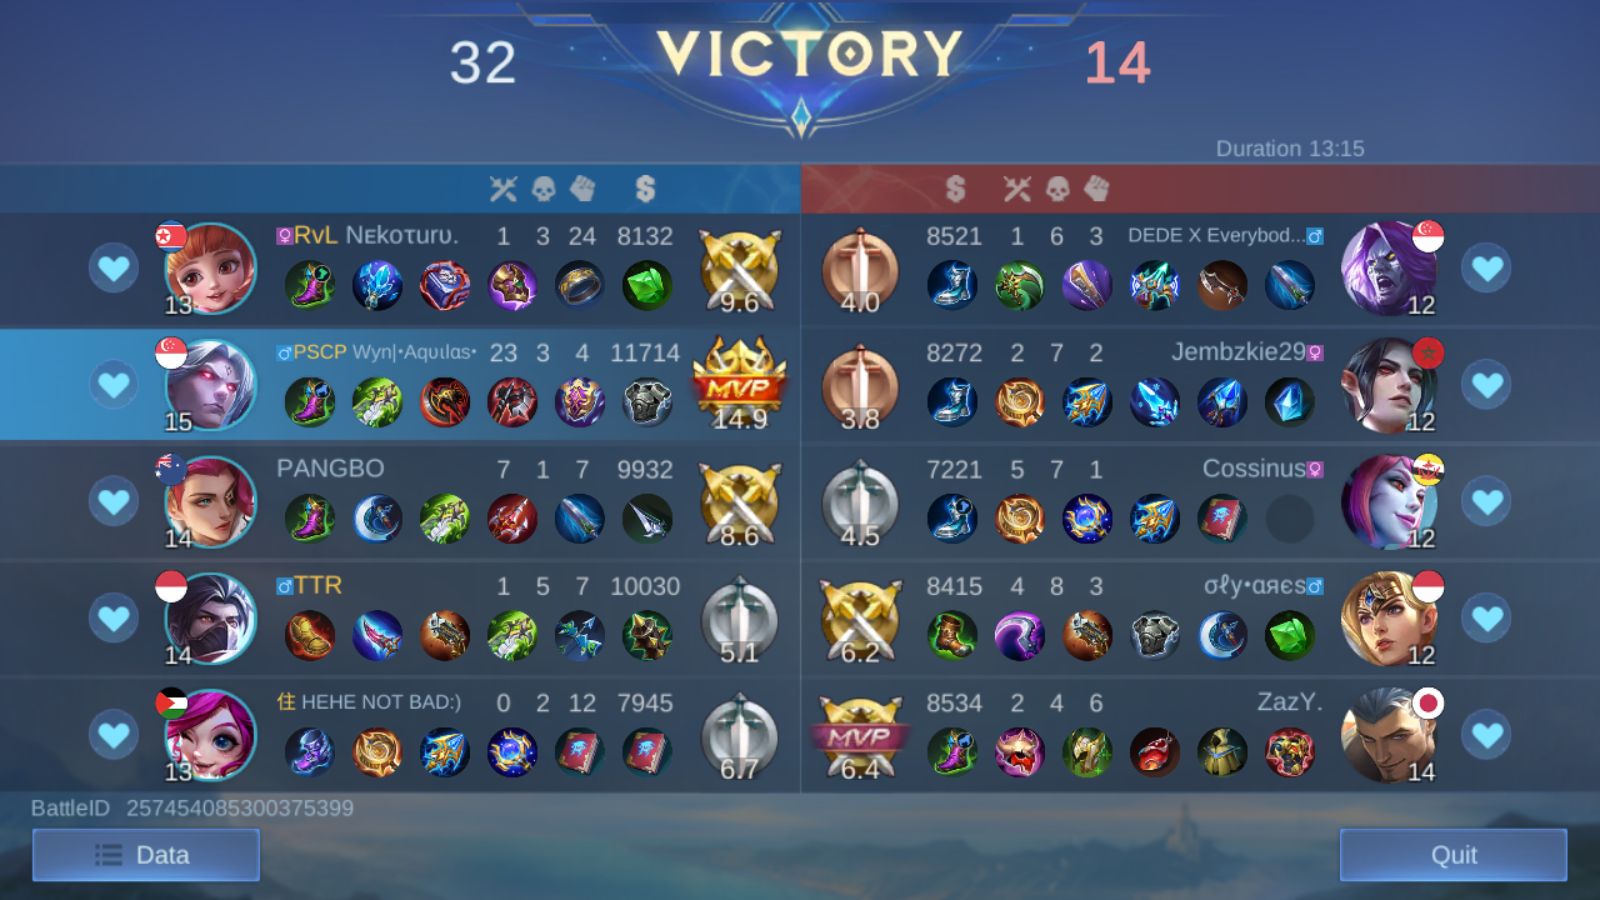 32 VICTORY 14
Duration 13:15
RvL Nᴇkoτuru. 1 3 24 8132
13 9.6
8521 1 6 3 DEDE X Everybod...
4.0 12
PSCP Wyn|•Aqυιlαs• 23 3 4 11714
15 MVP 14.9
8272 2 7 2 Jembzkie29
3.8 12
PANGBO 7 1 7 9932
14 8.6
7221 5 7 1 Cossinus
4.5 12
TTR 1 5 7 10030
14 5.1
8415 4 8 3 σℓy•αяєs
6.2 12
住 HEHE NOT BAD:) 0 2 12 7945
13 6.7
8534 2 4 6 ZazY.
MVP 6.4 14
BattleID 257454085300375399
Data Quit